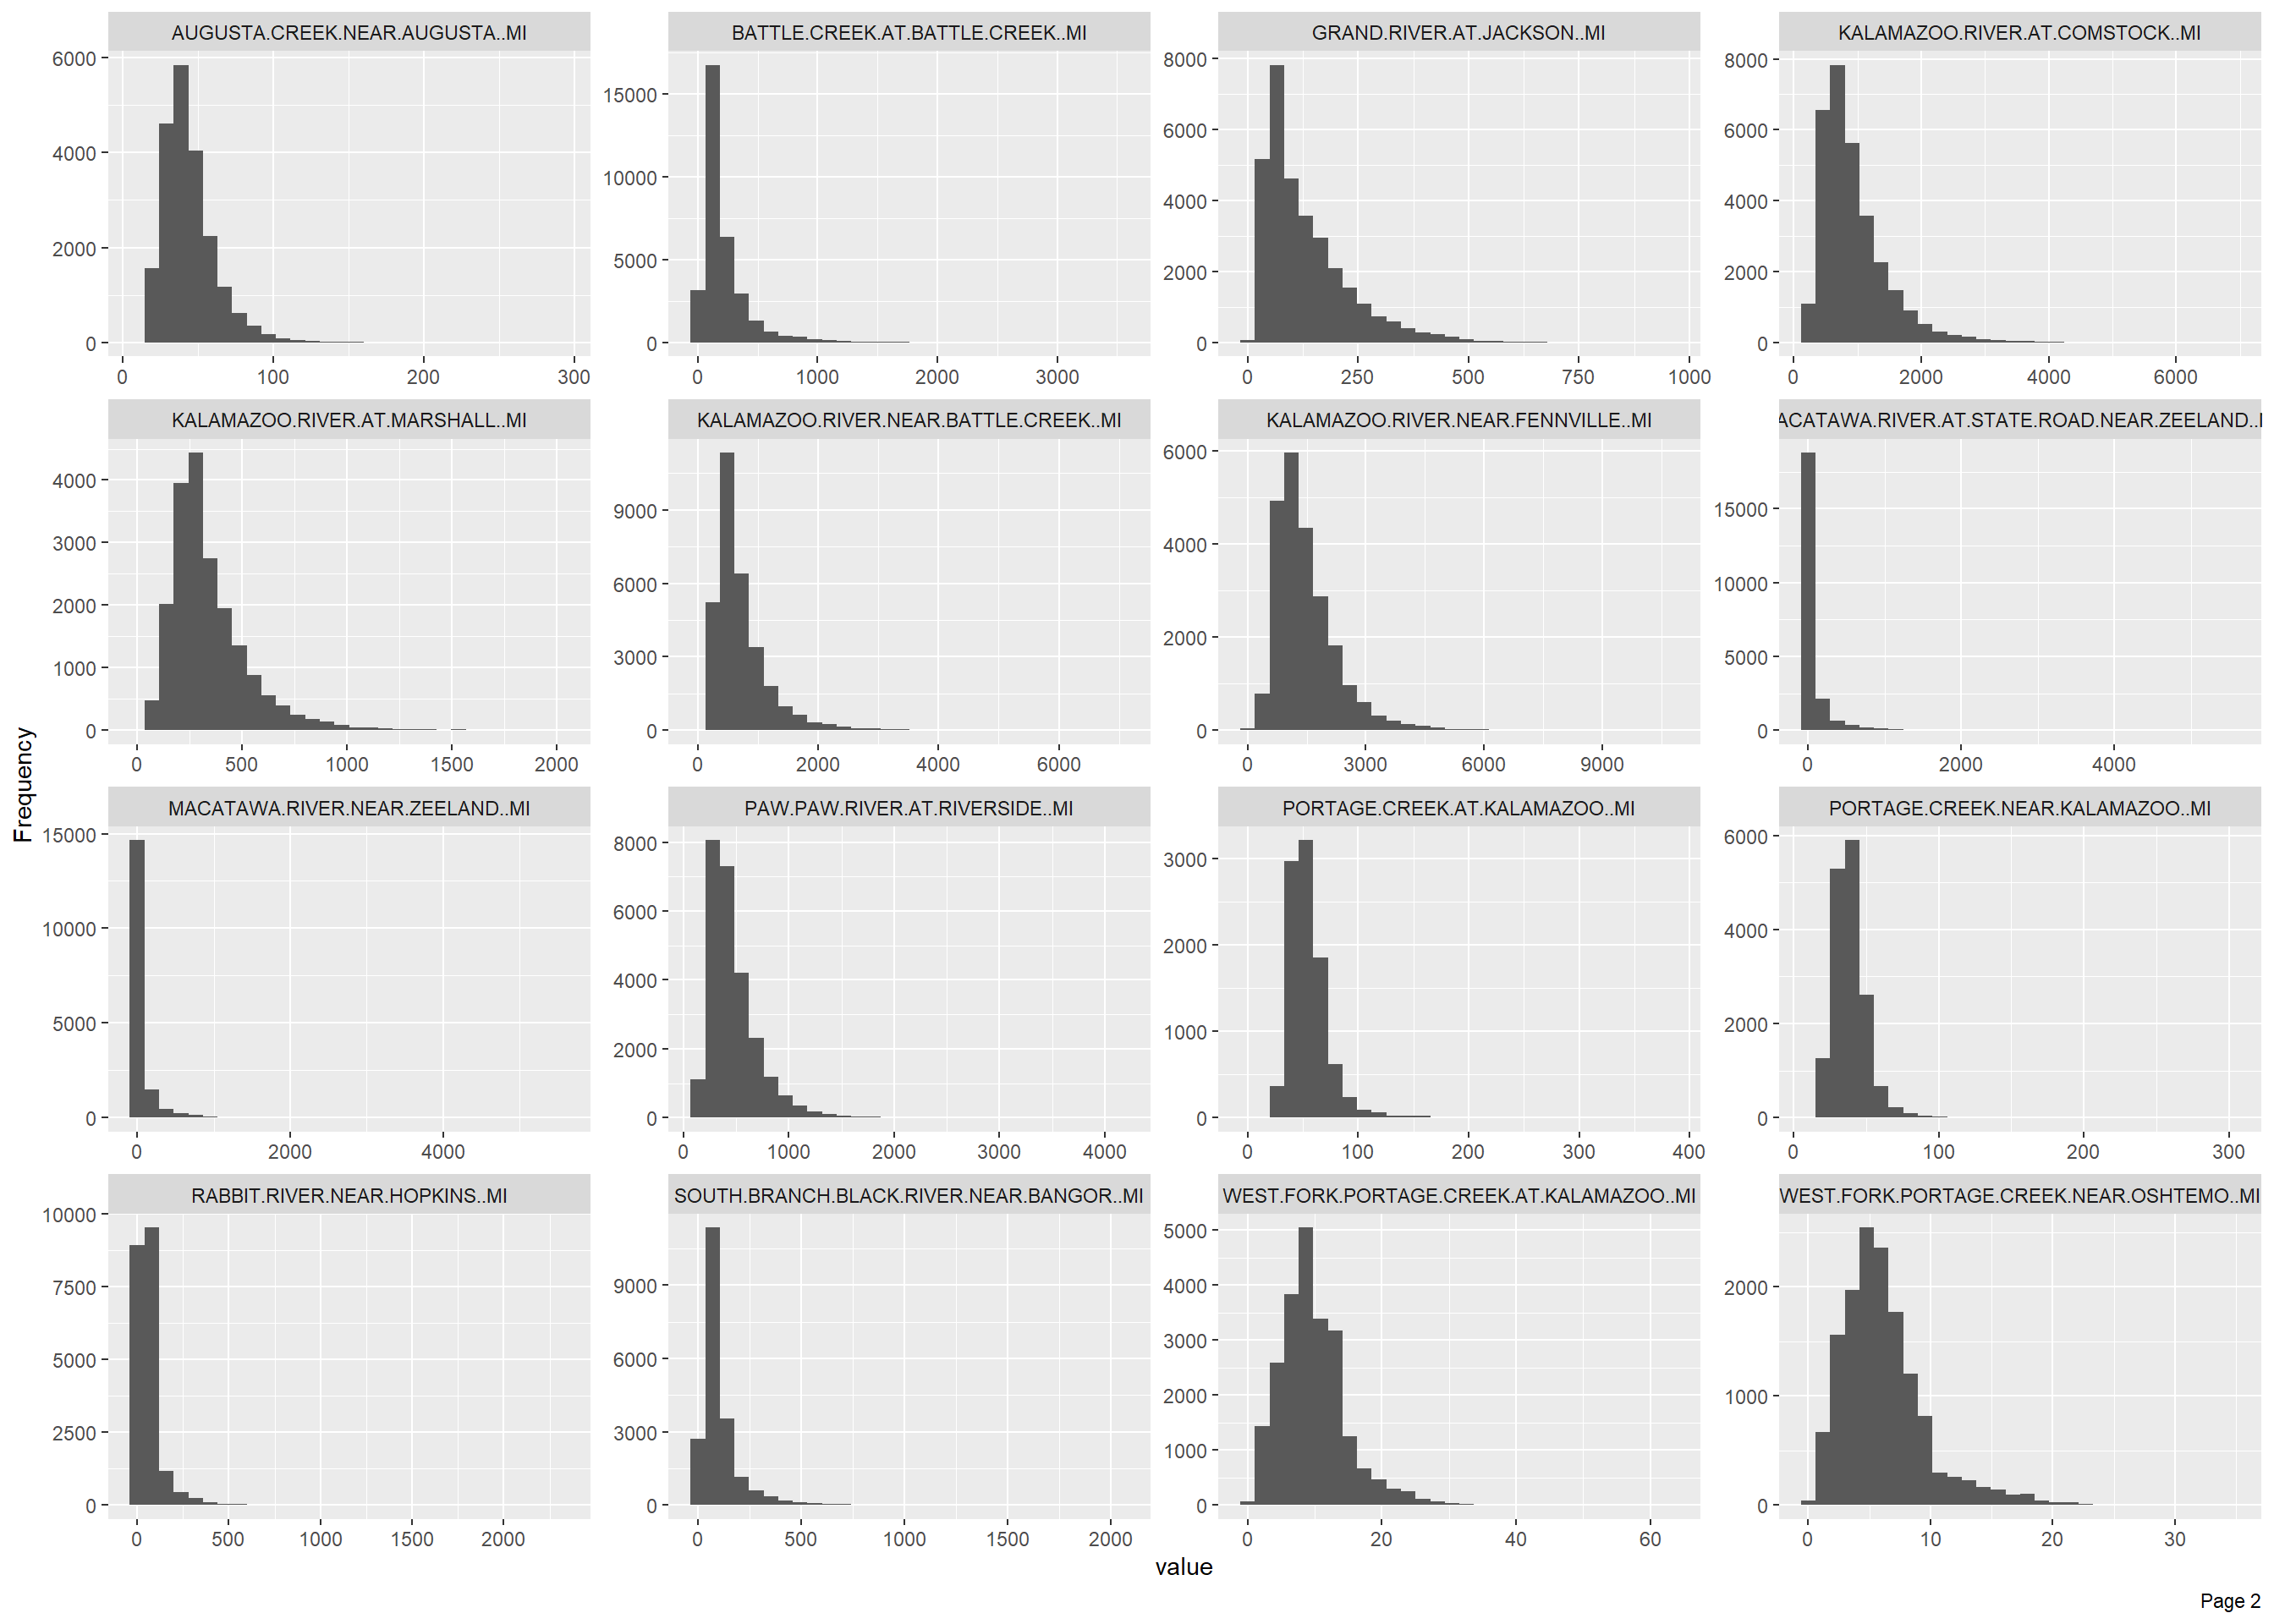 AUGUSTA.CREEK.NEAR.AUGUSTA..MI
BATTLE.CREEK.AT.BATTLE.CREEK..MI
GRAND.RIVER.AT.JACKSON..MI
KALAMAZOO.RIVER.AT.COMSTOCK..MI
6000
4000
2000
0
0 100 200 300
15000
10000
5000
0
0 1000 2000 3000
8000
6000
4000
2000
0
0 250 500 750 1000
8000
6000
4000
2000
0
0 2000 4000 6000
KALAMAZOO.RIVER.AT.MARSHALL..MI
KALAMAZOO.RIVER.NEAR.BATTLE.CREEK..MI
KALAMAZOO.RIVER.NEAR.FENNVILLE..MI
ACATAWA.RIVER.AT.STATE.ROAD.NEAR.ZEELAND..
4000
3000
2000
1000
0
0 500 1000 1500 2000
9000
6000
3000
0
0 2000 4000 6000
6000
4000
2000
0
0 3000 6000 9000
15000
10000
5000
0
0 2000 4000
MACATAWA.RIVER.NEAR.ZEELAND..MI
PAW.PAW.RIVER.AT.RIVERSIDE..MI
PORTAGE.CREEK.AT.KALAMAZOO..MI
PORTAGE.CREEK.NEAR.KALAMAZOO..MI
15000
10000
5000
0
0 2000 4000
8000
6000
4000
2000
0
0 1000 2000 3000 4000
3000
2000
1000
0
0 100 200 300 400
6000
4000
2000
0
0 100 200 300
RABBIT.RIVER.NEAR.HOPKINS..MI
SOUTH.BRANCH.BLACK.RIVER.NEAR.BANGOR..MI
WEST.FORK.PORTAGE.CREEK.AT.KALAMAZOO..MI
WEST.FORK.PORTAGE.CREEK.NEAR.OSHTEMO..MI
10000
7500
5000
2500
0
0 500 1000 1500 2000
9000
6000
3000
0
0 500 1000 1500 2000
5000
4000
3000
2000
1000
0
0 20 40 60
2000
1000
0
0 10 20 30
Frequency
value
Page 2